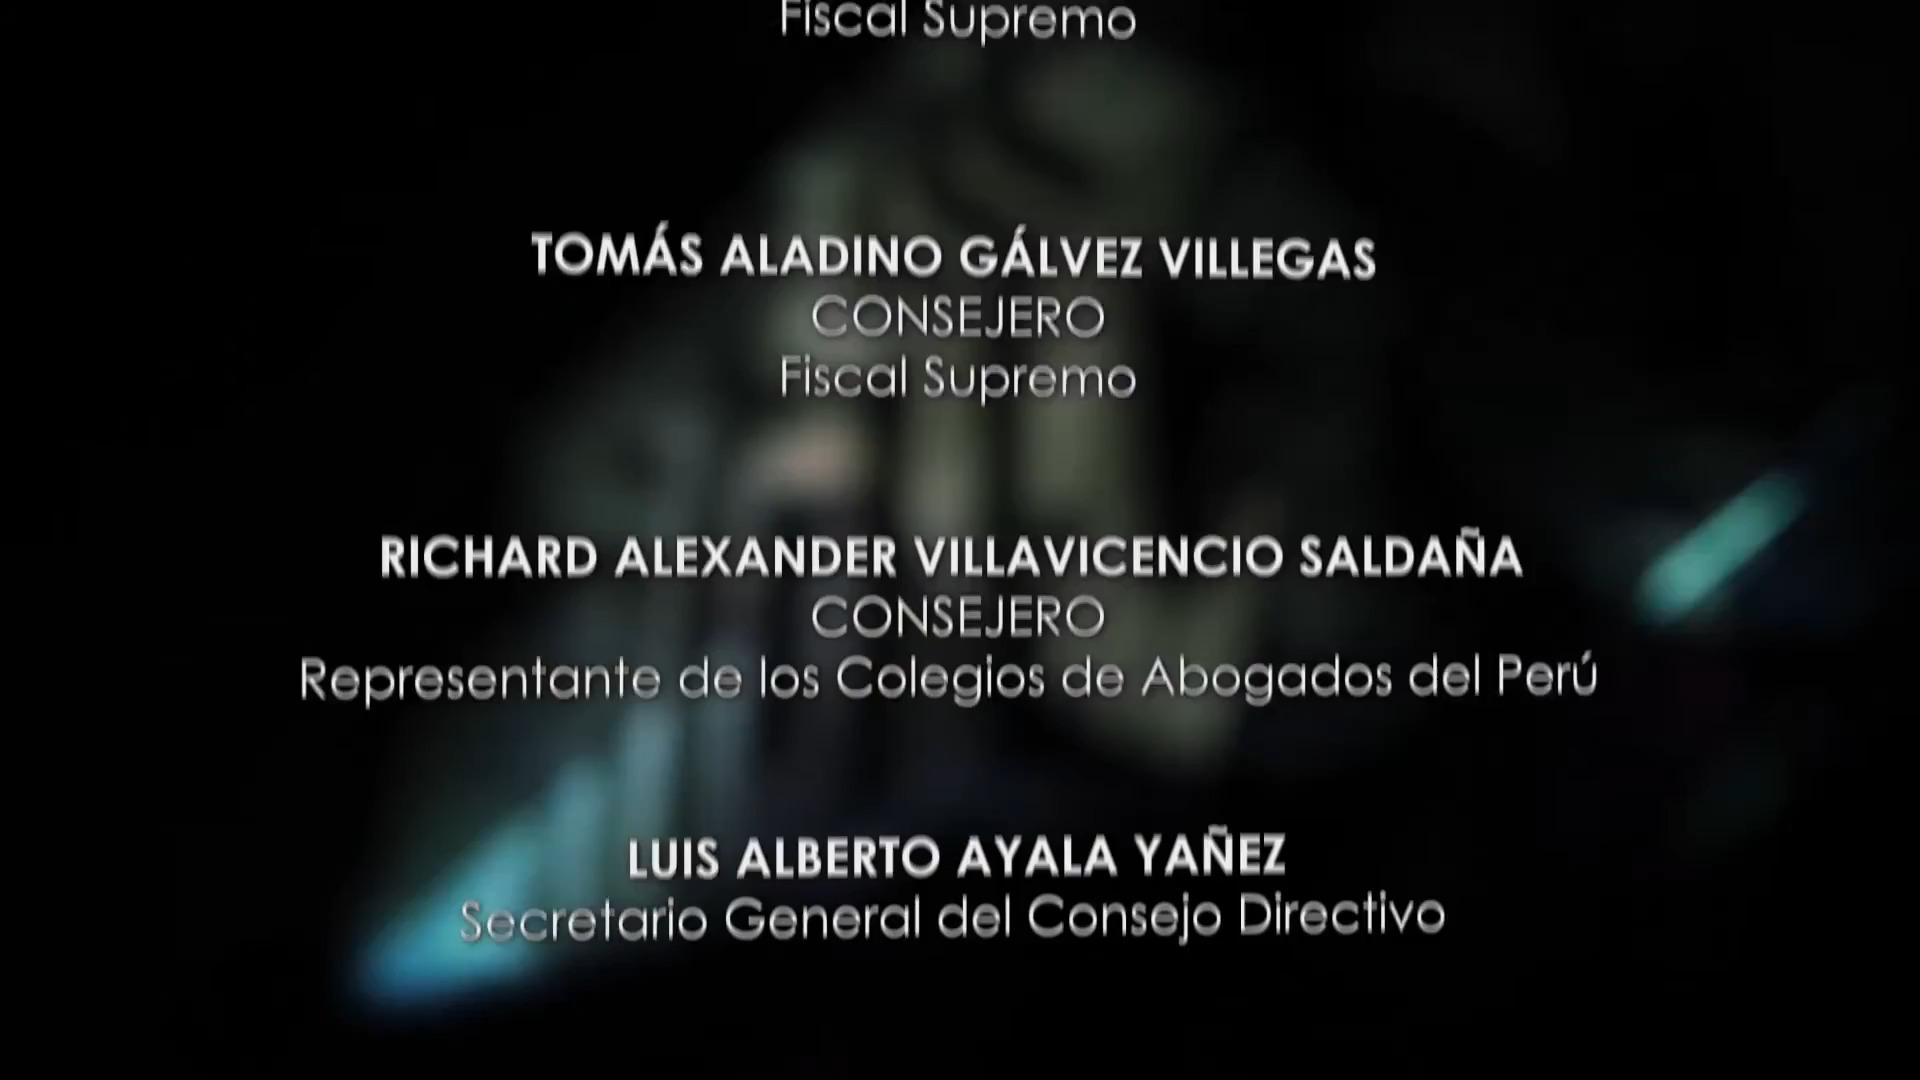 Fiscal Supremo
TOMÁS ALADINO GÁLVEZ VILLEGAS
CONSEJERO
Fiscal Supremo
RICHARD ALEXANDER VILLAVICENCIO SALDAÑA
CONSEJERO
Representante de los Colegios de Abogados del Perú
LUIS ALBERTO AYALA YAÑEZ
Secretario General del Consejo Directivo